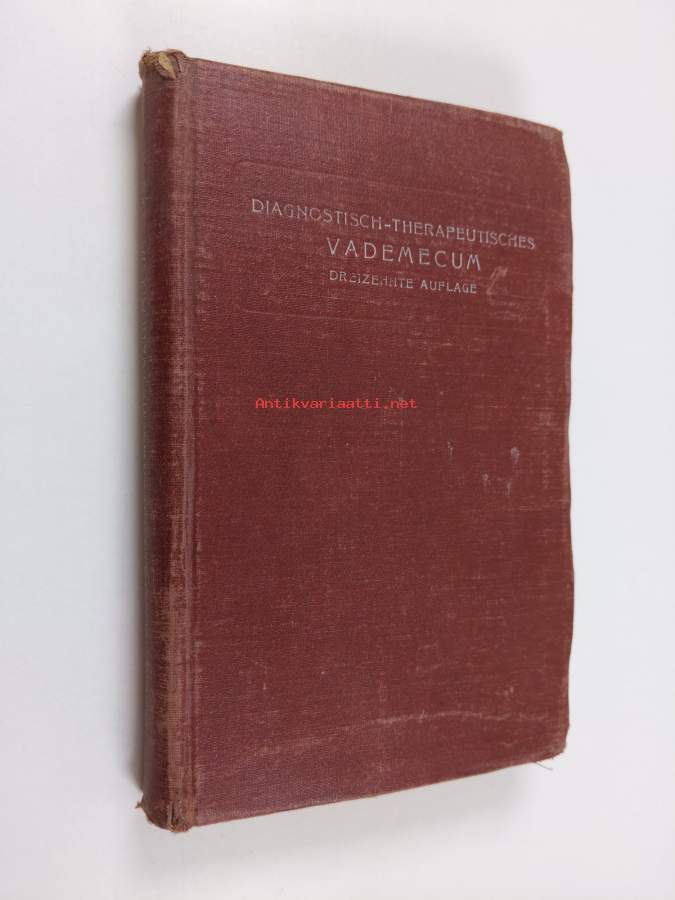 DIAGNOSTISCH-THERAPEUTISCHES
VADEMECUM
DREIZEHNTE AUFLAGE
Antikvariaatti.net